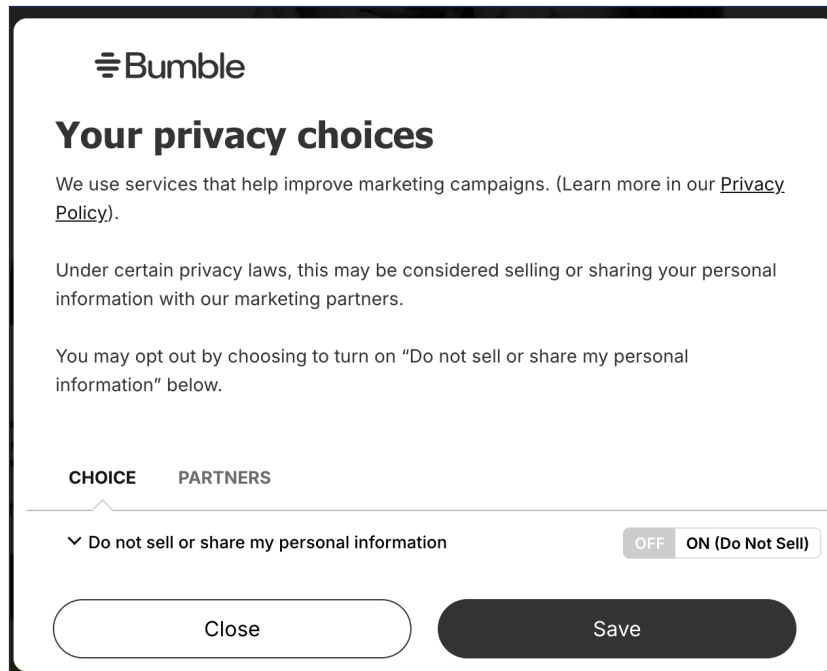 Bumble
Your privacy choices
We use services that help improve marketing campaigns. (Learn more in our Privacy
Policy).
Under certain privacy laws, this may be considered selling or sharing your personal
information with our marketing partners.
You may opt out by choosing to turn on “Do not sell or share my personal
information” below.
CHOICE PARTNERS
Do not sell or share my personal information OFF ON (Do Not Sell)
Close Save